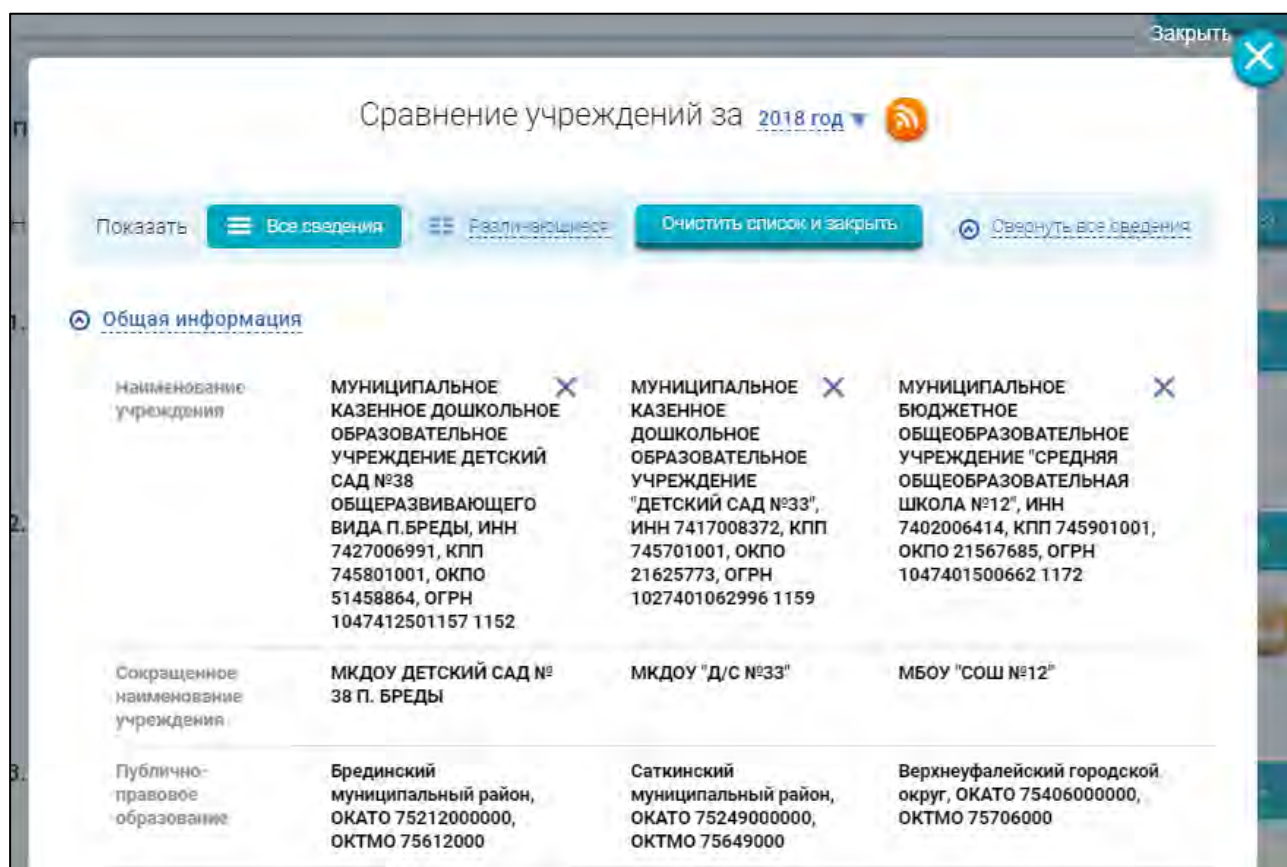 Закрыть
Сравнение учреждений за 2018 год
Показать Все сведения Различающиеся Очистить список и закрыть Свернуть все сведения
Общая информация
Наименование учреждения
МУНИЦИПАЛЬНОЕ
КАЗЕННОЕ ДОШКОЛЬНОЕ
ОБРАЗОВАТЕЛЬНОЕ
УЧРЕЖДЕНИЕ ДЕТСКИЙ
САД №38
ОБЩЕРАЗВИВАЮЩЕГО
ВИДА П.БРЕДЫ, ИНН
7427006991, КПП
745801001, ОКПО
51458864, ОГРН
1047412501157 1152
МУНИЦИПАЛЬНОЕ
КАЗЕННОЕ
ДОШКОЛЬНОЕ
ОБРАЗОВАТЕЛЬНОЕ
УЧРЕЖДЕНИЕ
"ДЕТСКИЙ САД №33",
ИНН 7417008372, КПП
745701001, ОКПО
21625773, ОГРН
1027401062996 1159
МУНИЦИПАЛЬНОЕ
БЮДЖЕТНОЕ
ОБЩЕОБРАЗОВАТЕЛЬНОЕ
УЧРЕЖДЕНИЕ "СРЕДНЯЯ
ОБЩЕОБРАЗОВАТЕЛЬНАЯ
ШКОЛА №12", ИНН
7402006414, КПП 745901001,
ОКПО 21567685, ОГРН
1047401500662 1172
Сокращенное
наименование
учреждения
МКДОУ ДЕТСКИЙ САД №
38 П. БРЕДЫ
МКДОУ "Д/С №33"
МБОУ "СОШ №12"
Публично-
правовое
образование
Брединский
муниципальный район,
ОКАТО 75212000000,
ОКТМО 75612000
Саткинский
муниципальный район,
ОКАТО 75249000000,
ОКТМО 75649000
Верхнеуфалейский городской
округ, ОКАТО 75406000000,
ОКТМО 75706000